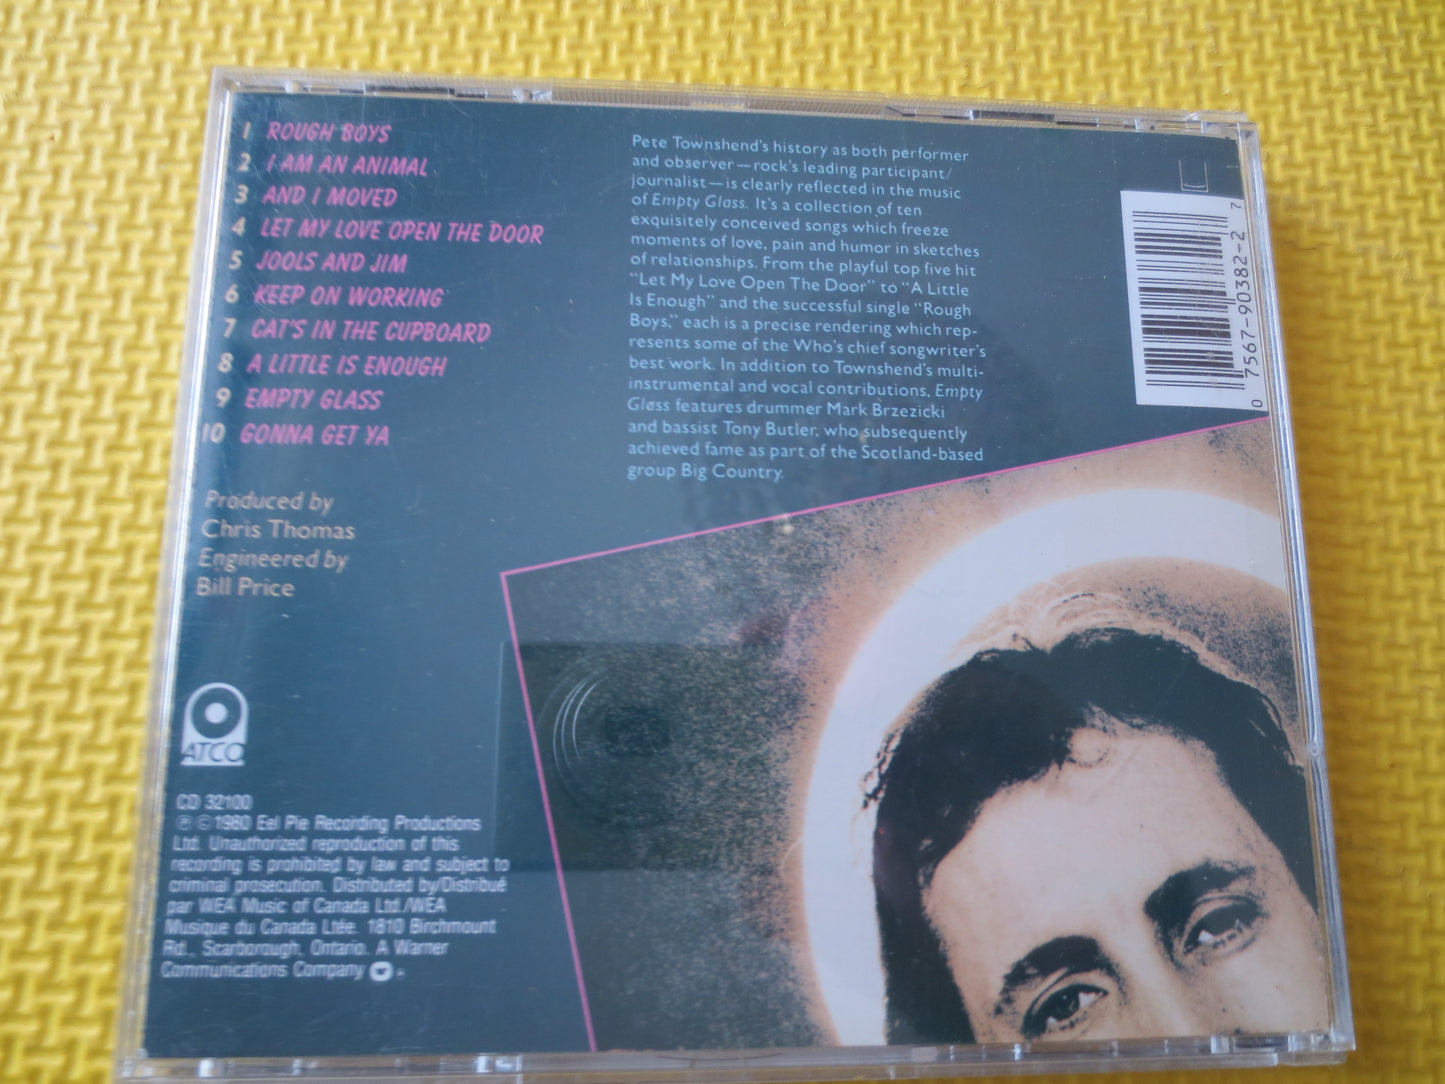 1 ROUGH BOYS
2 I AM AN ANIMAL
3 AND I MOVED
4 LET MY LOVE OPEN THE DOOR
5 JOOLS AND JIM
6 KEEP ON WORKING
7 CAT'S IN THE CUPBOARD
8 A LITTLE IS ENOUGH
9 EMPTY GLASS
10 GONNA GET YA
Produced by
Chris Thomas
Engineered by
Bill Price
ATCO
CD 32100
℗ © 1980 Eel Pie Recording Productions
Ltd. Unauthorized reproduction of this
recording is prohibited by law and subject to
criminal prosecution. Distributed by/Distribué
par WEA Music of Canada Ltd./WEA
Musique du Canada Ltée. 1810 Birchmount
Rd., Scarborough, Ontario. A Warner
Communications Company
Pete Townshend's history as both performer
and observer—rock's leading participant/
journalist—is clearly reflected in the music
of Empty Glass. It's a collection of ten
exquisitely conceived songs which freeze
moments of love, pain and humor in sketches
of relationships. From the playful top five hit
"Let My Love Open The Door" to "A Little
Is Enough" and the successful single "Rough
Boys," each is a precise rendering which rep-
resents some of the Who's chief songwriter's
best work. In addition to Townshend's multi-
instrumental and vocal contributions, Empty
Glass features drummer Mark Brzezicki
and bassist Tony Butler, who subsequently
achieved fame as part of the Scotland-based
group Big Country.
0 7567-90382-2 7